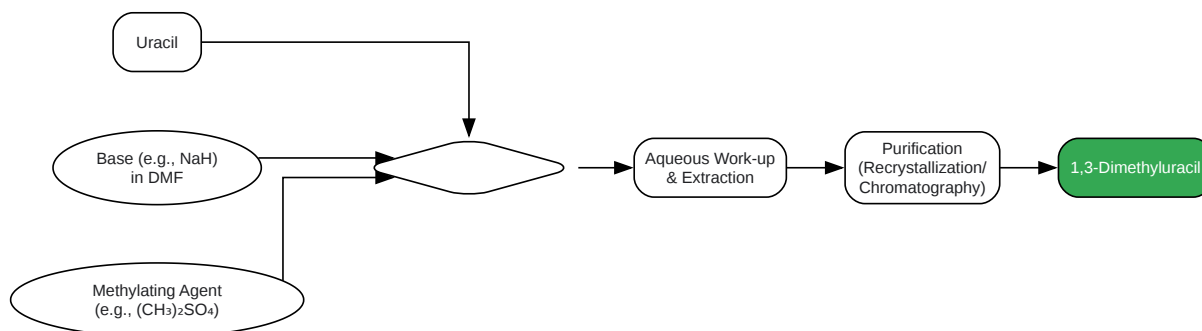 Uracil
Base (e.g., NaH)
in DMF
Methylating Agent
(e.g., (CH₃)₂SO₄)
Aqueous Work-up
& Extraction
Purification
(Recrystallization/
Chromatography)
1,3-Dimethyluracil